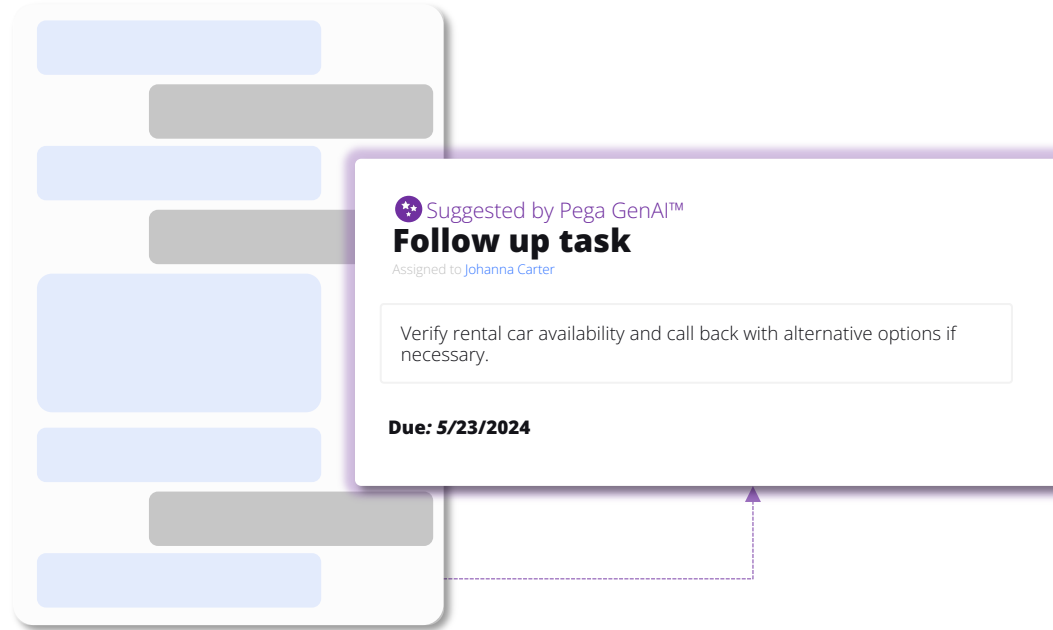 Suggested by Pega GenAI™
Follow up task
Assigned to Johanna Carter
Verify rental car availability and call back with alternative options if
necessary.
Due: 5/23/2024